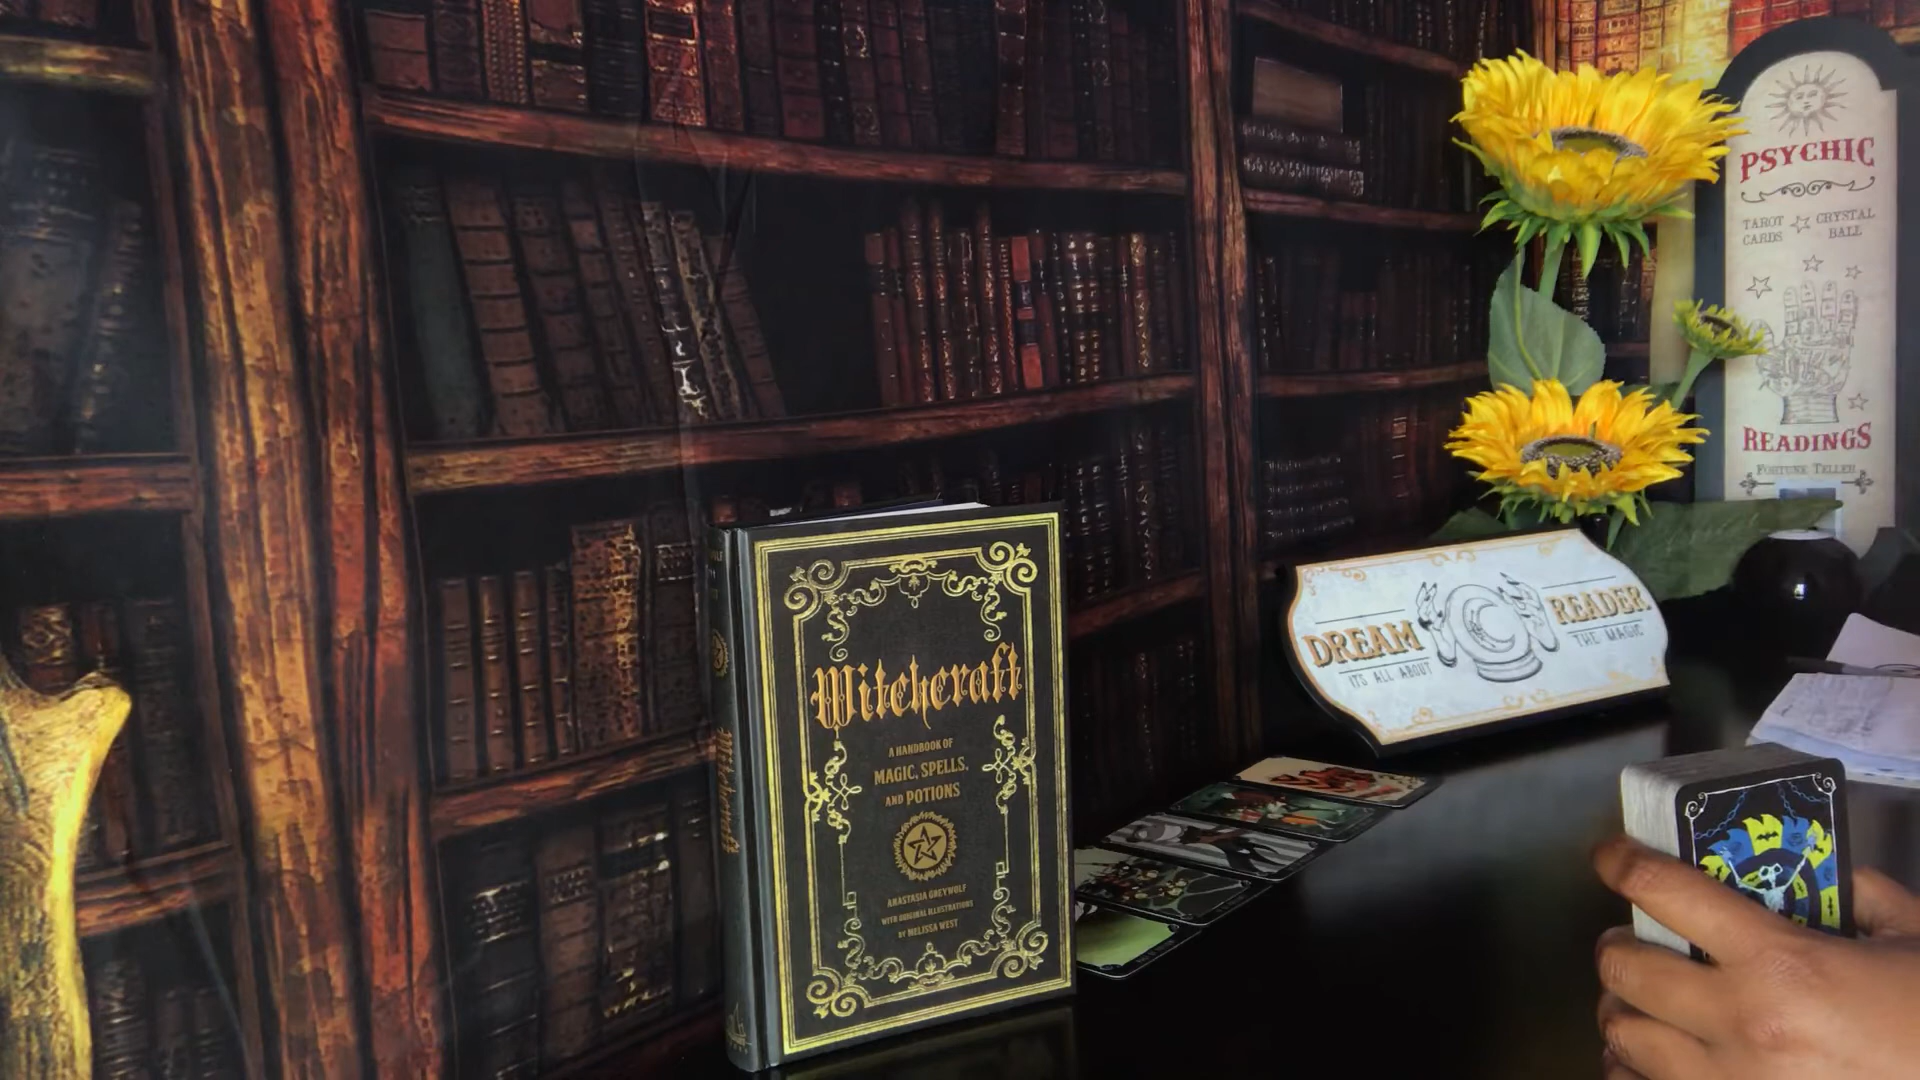 PSYCHIC
TAROT CARDS
CRYSTAL BALL
READINGS
FORTUNE TELLER
DREAM READER
IT'S ALL ABOUT THE MAGIC
Witchcraft
A HANDBOOK OF
MAGIC, SPELLS,
AND POTIONS
ANASTASIA GREYWOLF
WITH ORIGINAL ILLUSTRATIONS
BY MELISSA WEST
Witchcraft